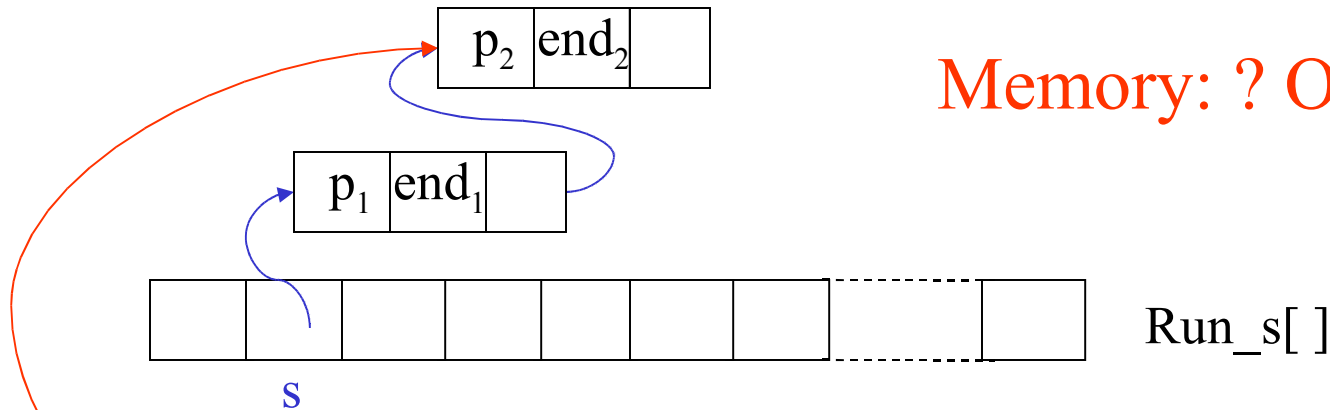 p₂ end₂
Memory: ? O
p₁ end₁
Run_s[ ]
s